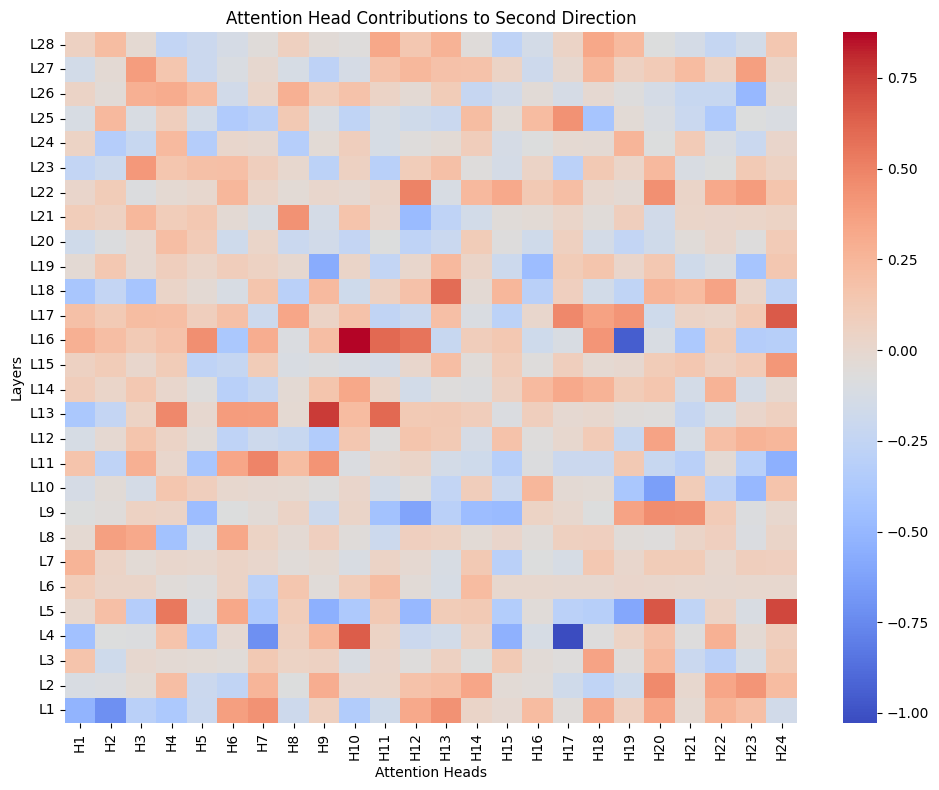 Attention Head Contributions to Second Direction
Layers
L28
L27
L26
L25
L24
L23
L22
L21
L20
L19
L18
L17
L16
L15
L14
L13
L12
L11
L10
L9
L8
L7
L6
L5
L4
L3
L2
L1
H1
H2
H3
H4
H5
H6
H7
H8
H9
H10
H11
H12
H13
H14
H15
H16
H17
H18
H19
H20
H21
H22
H23
H24
Attention Heads
0.75
0.50
0.25
0.00
−0.25
−0.50
−0.75
−1.00